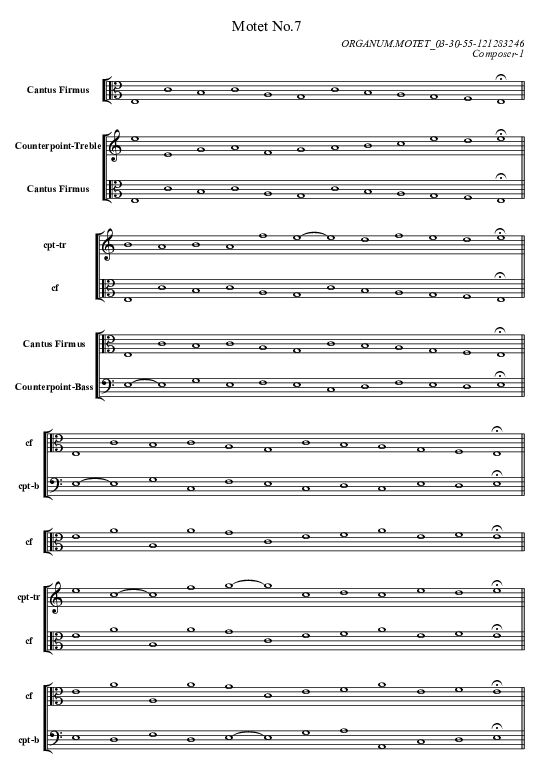 Motet No.7
ORGANUM.MOTET_03-30-55-121283246
Composer-1
Cantus Firmus
Counterpoint-Treble
Cantus Firmus
cpt-tr
cf
Cantus Firmus
Counterpoint-Bass
cf
cpt-b
cf
cpt-tr
cf
cf
cpt-b